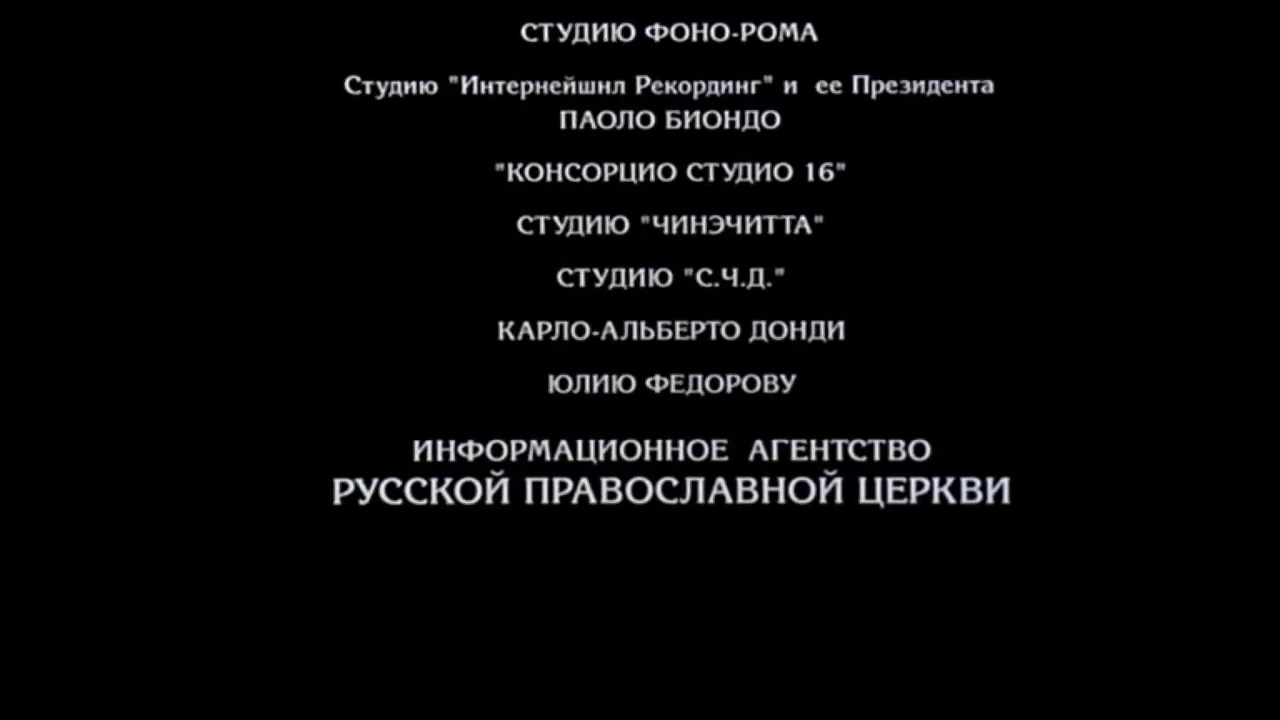 СТУДИЮ ФОНО-РОМА
Студию "Интернейшнл Рекординг" и ее Президента
ПАОЛО БИОНДО
"КОНСОРЦИО СТУДИО 16"
СТУДИЮ "ЧИНЭЧИТТА"
СТУДИЮ "С.Ч.Д."
КАРЛО-АЛЬБЕРТО ДОНДИ
ЮЛИЮ ФЕДОРОВУ
ИНФОРМАЦИОННОЕ АГЕНТСТВО
РУССКОЙ ПРАВОСЛАВНОЙ ЦЕРКВИ